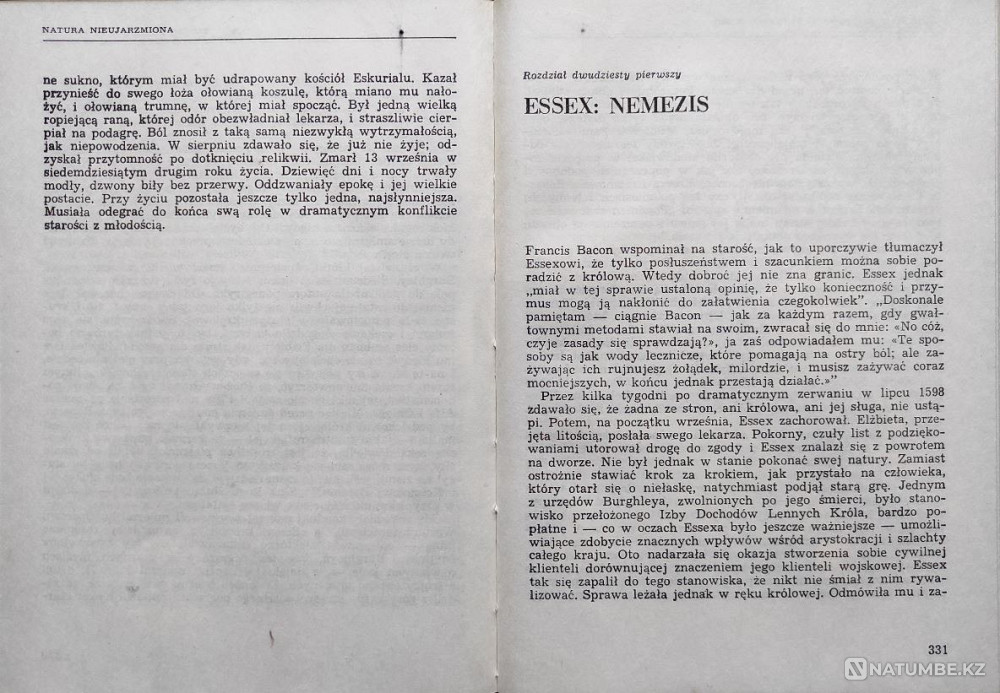 NATURA NIEUJARZMIONA
ne sukno, którym miał być udrapowany kościół Eskurialu. Kazał
przynieść do swego łoża ołowianą koszulę, którą miano mu nało-
żyć, i ołowianą trumnę, w której miał spocząć. Był jedną wielką
ropiejącą raną, której odór obezwładniał lekarza, i straszliwie cier-
piał na podagrę. Ból znosił z taką samą niezwykłą wytrzymałością,
jak niepowodzenia. W sierpniu zdawało się, że już nie żyje; od-
zyskał przytomność po dotknięciu relikwii. Zmarł 13 września w
siedemdziesiątym drugim roku życia. Dziewięć dni i nocy trwały
modły, dzwony biły bez przerwy. Oddzwaniały epokę i jej wielkie
postacie. Przy życiu pozostała jeszcze tylko jedna, najsłynniejsza.
Musiała odegrać do końca swą rolę w dramatycznym konflikcie
starości z młodością.
Rozdział dwudziesty pierwszy
ESSEX: NEMEZIS
Francis Bacon wspominał na starość, jak to uporczywie tłumaczył
Essexowi, że tylko posłuszeństwem i szacunkiem można sobie po-
radzić z królową. Wtedy dobroć jej nie zna granic. Essex jednak
„miał w tej sprawie ustaloną opinię, że tylko konieczność i przy-
mus mogą ją nakłonić do załatwienia czegokolwiek”. „Doskonale
pamiętam — ciągnie Bacon — jak za każdym razem, gdy gwał-
townymi metodami stawiał na swoim, zwracał się do mnie: «No cóż,
czyje zasady się sprawdzają?», ja zaś odpowiadałem mu: «Te spo-
soby są jak wody lecznicze, które pomagają na ostry ból; ale za-
żywając ich rujnujesz żołądek, milordzie, i musisz zażywać coraz
mocniejszych, w końcu jednak przestają działać.»”
Przez kilka tygodni po dramatycznym zerwaniu w lipcu 1598
zdawało się, że żadna ze stron, ani królowa, ani jej sługa, nie ustą-
pi. Potem, na początku września, Essex zachorował. Elżbieta, prze-
jęta litością, posłała swego lekarza. Pokorny, czuły list z podzięko-
waniami utorował drogę do zgody i Essex znalazł się z powrotem
na dworze. Nie był jednak w stanie pokonać swej natury. Zamiast
ostrożnie stawiać krok za krokiem, jak przystało na człowieka,
który otarł się o niełaskę, natychmiast podjął starą grę. Jednym
z urzędów Burghleya, zwolnionych po jego śmierci, było stano-
wisko przełożonego Izby Dochodów Lennych Króla, bardzo po-
płatne i — co w oczach Essexa było jeszcze ważniejsze — umożli-
wiające zdobycie znacznych wpływów wśród arystokracji i szlachty
całego kraju. Oto nadarzała się okazja stworzenia sobie cywilnej
klienteli dorównującej znaczeniem jego klienteli wojskowej. Essex
tak się zapalił do tego stanowiska, że nikt nie śmiał z nim rywa-
lizować. Sprawa leżała jednak w ręku królowej. Odmówiła mu i za-
331
NATUMBE.KZ